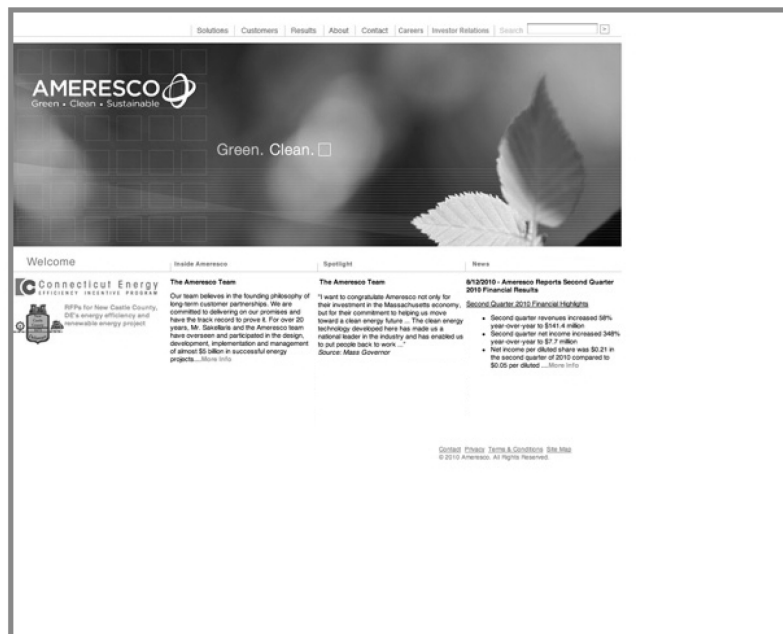 Solutions Customers Results About Contact Careers Investor Relations Search >
AMERESCO
Green • Clean • Sustainable
Green. Clean.
Welcome
Connecticut Energy
EFFICIENCY INCENTIVE PROGRAM
RFPs for New Castle County,
DE's energy efficiency and
renewable energy project
Inside Ameresco
The Ameresco Team
Our team believes in the founding philosophy of
long-term customer partnerships. We are
committed to delivering on our promises and
have the track record to prove it. For over 20
years, Mr. Sakellaris and the Ameresco team
have overseen and participated in the design,
development, implementation and management
of almost $5 billion in successful energy
projects ...More Info
Spotlight
The Ameresco Team
"I want to congratulate Ameresco not only for
their investment in the Massachusetts economy,
but for their commitment to helping us move
toward a clean energy future ... The clean energy
technology developed here has made us a
national leader in the industry and has enabled us
to put people back to work ..."
Source: Mass Governor
News
8/12/2010 - Ameresco Reports Second Quarter
2010 Financial Results
Second Quarter 2010 Financial Highlights
• Second quarter revenues increased 58%
year-over-year to $141.4 million
• Second quarter net income increased 348%
year-over-year to $7.7 million
• Net income per diluted share was $0.21 in
the second quarter of 2010 compared to
$0.05 per diluted ....More Info
Contact Privacy Terms & Conditions Site Map
© 2010 Ameresco. All Rights Reserved.